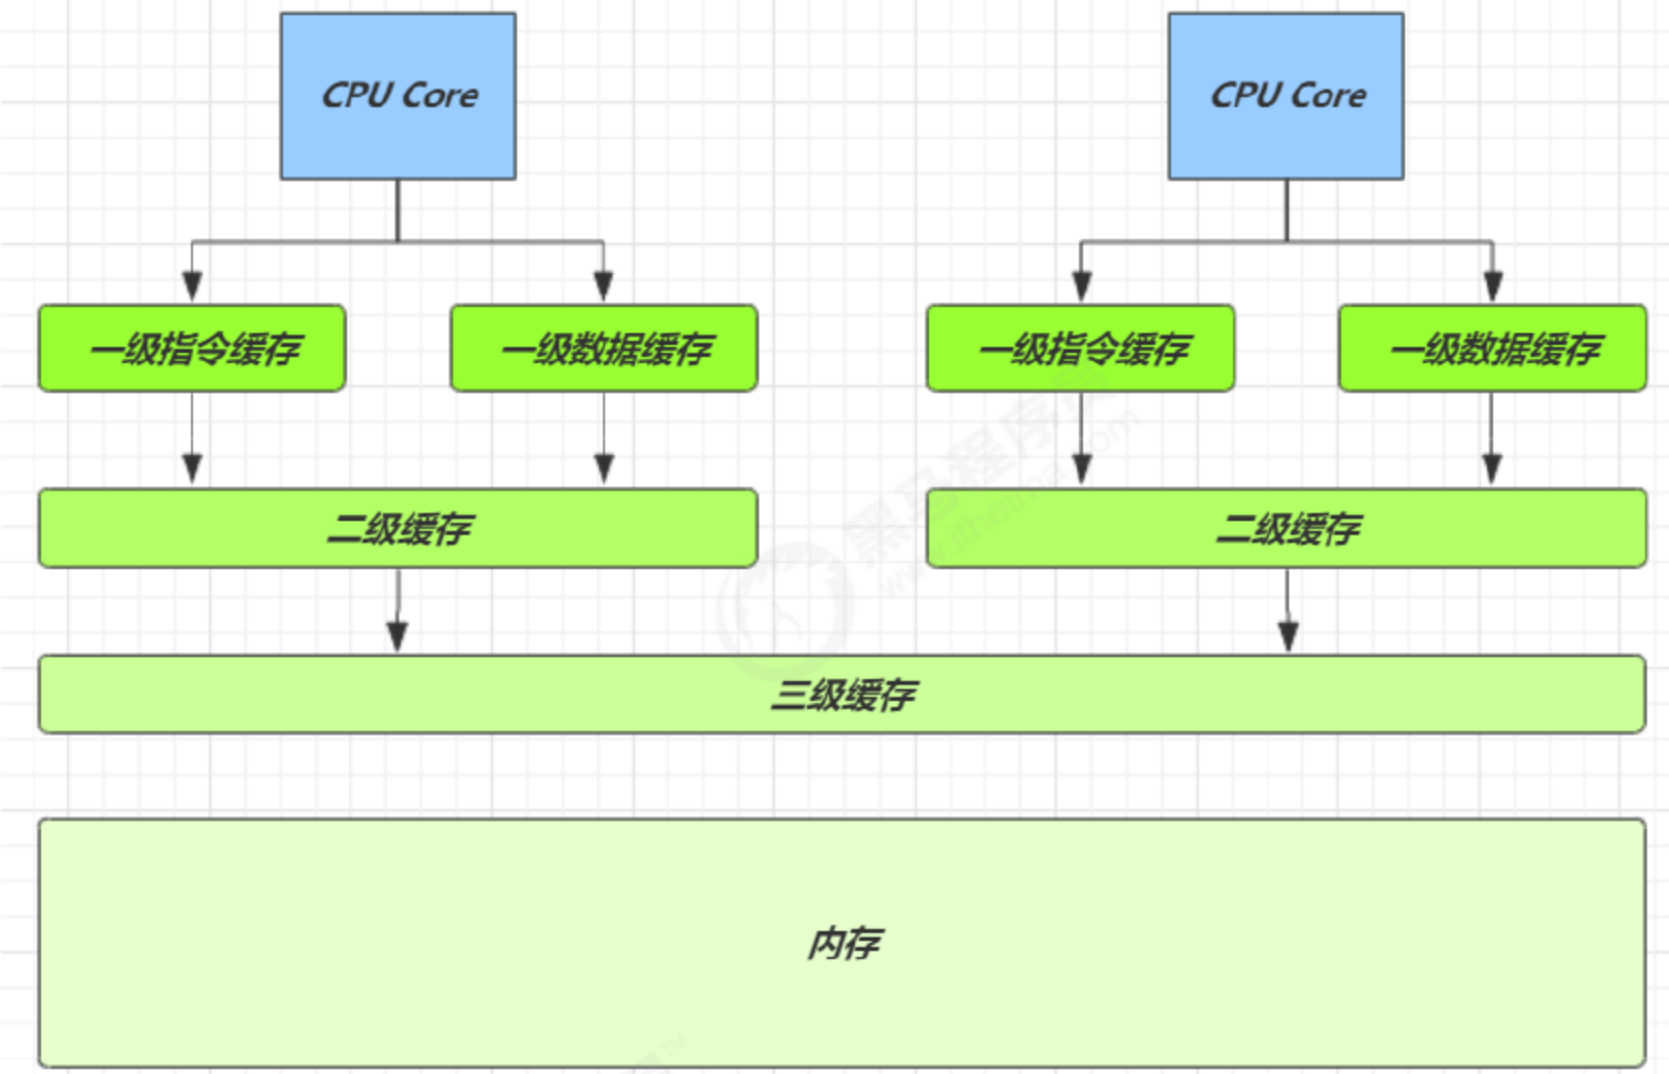 CPU Core
CPU Core
一级指令缓存
一级数据缓存
一级指令缓存
一级数据缓存
二级缓存
二级缓存
黑马程序员
www.itheima.com
三级缓存
内存